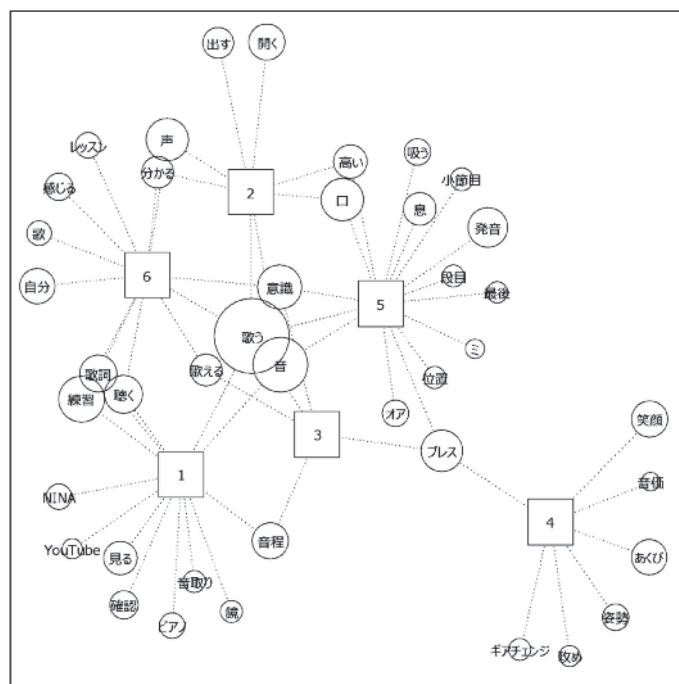 出す
開く
声
レッスン
分かる
高い
吸う
小節目
感じる
2
口
息
発音
歌
6
自分
意識
段目
5
最後
歌う
音
ミ
歌詞
歌える
位置
練習
聴く
オア
笑顔
3
ブレス
1
音価
NINA
4
音程
YouTube
見る
あくび
音取り
確認
鏡
姿勢
ピアノ
ギアチェンジ
攻め